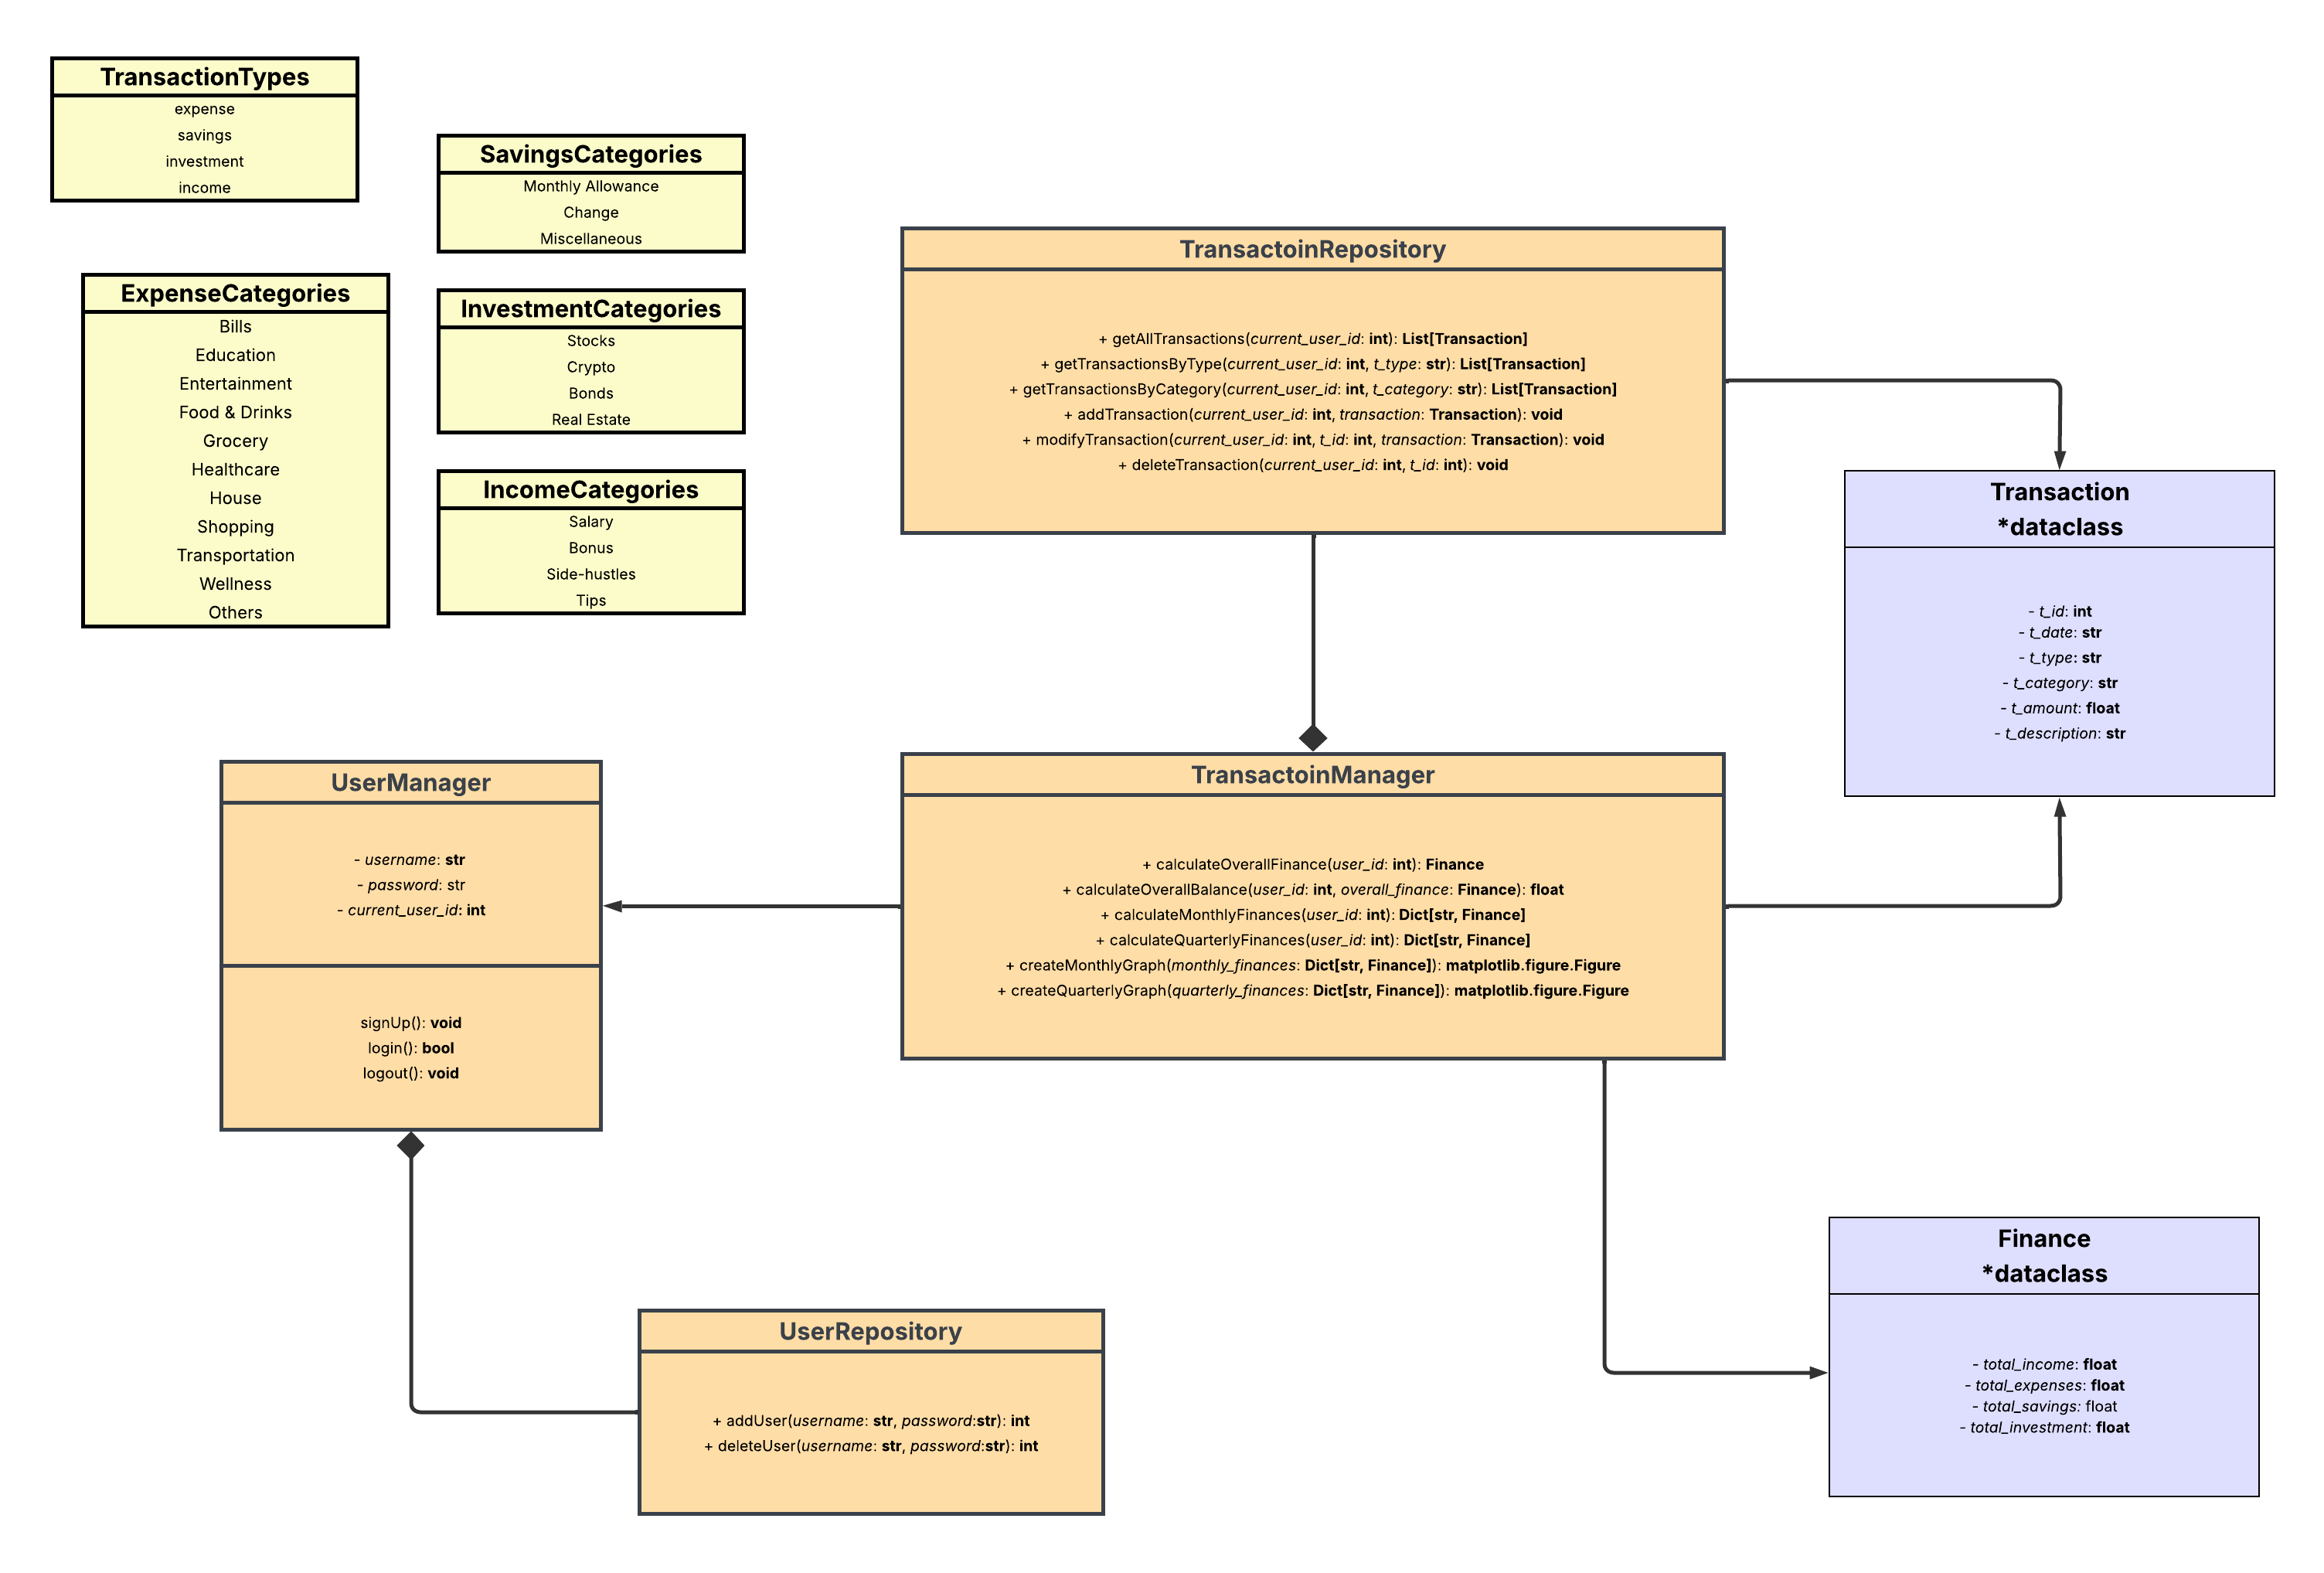 TransactionTypes
expense
savings
investment
income
ExpenseCategories
Bills
Education
Entertainment
Food & Drinks
Grocery
Healthcare
House
Shopping
Transportation
Wellness
Others
SavingsCategories
Monthly Allowance
Change
Miscellaneous
InvestmentCategories
Stocks
Crypto
Bonds
Real Estate
IncomeCategories
Salary
Bonus
Side-hustles
Tips
TransactoinRepository
+ getAllTransactions(current_user_id: int): List[Transaction]
+ getTransactionsByType(current_user_id: int, t_type: str): List[Transaction]
+ getTransactionsByCategory(current_user_id: int, t_category: str): List[Transaction]
+ addTransaction(current_user_id: int, transaction: Transaction): void
+ modifyTransaction(current_user_id: int, t_id: int, transaction: Transaction): void
+ deleteTransaction(current_user_id: int, t_id: int): void
Transaction
*dataclass
- t_id: int
- t_date: str
- t_type: str
- t_category: str
- t_amount: float
- t_description: str
UserManager
- username: str
- password: str
- current_user_id: int
signUp(): void
login(): bool
logout(): void
TransactoinManager
+ calculateOverallFinance(user_id: int): Finance
+ calculateOverallBalance(user_id: int, overall_finance: Finance): float
+ calculateMonthlyFinances(user_id: int): Dict[str, Finance]
+ calculateQuarterlyFinances(user_id: int): Dict[str, Finance]
+ createMonthlyGraph(monthly_finances: Dict[str, Finance]): matplotlib.figure.Figure
+ createQuarterlyGraph(quarterly_finances: Dict[str, Finance]): matplotlib.figure.Figure
UserRepository
+ addUser(username: str, password:str): int
+ deleteUser(username: str, password:str): int
Finance
*dataclass
- total_income: float
- total_expenses: float
- total_savings: float
- total_investment: float